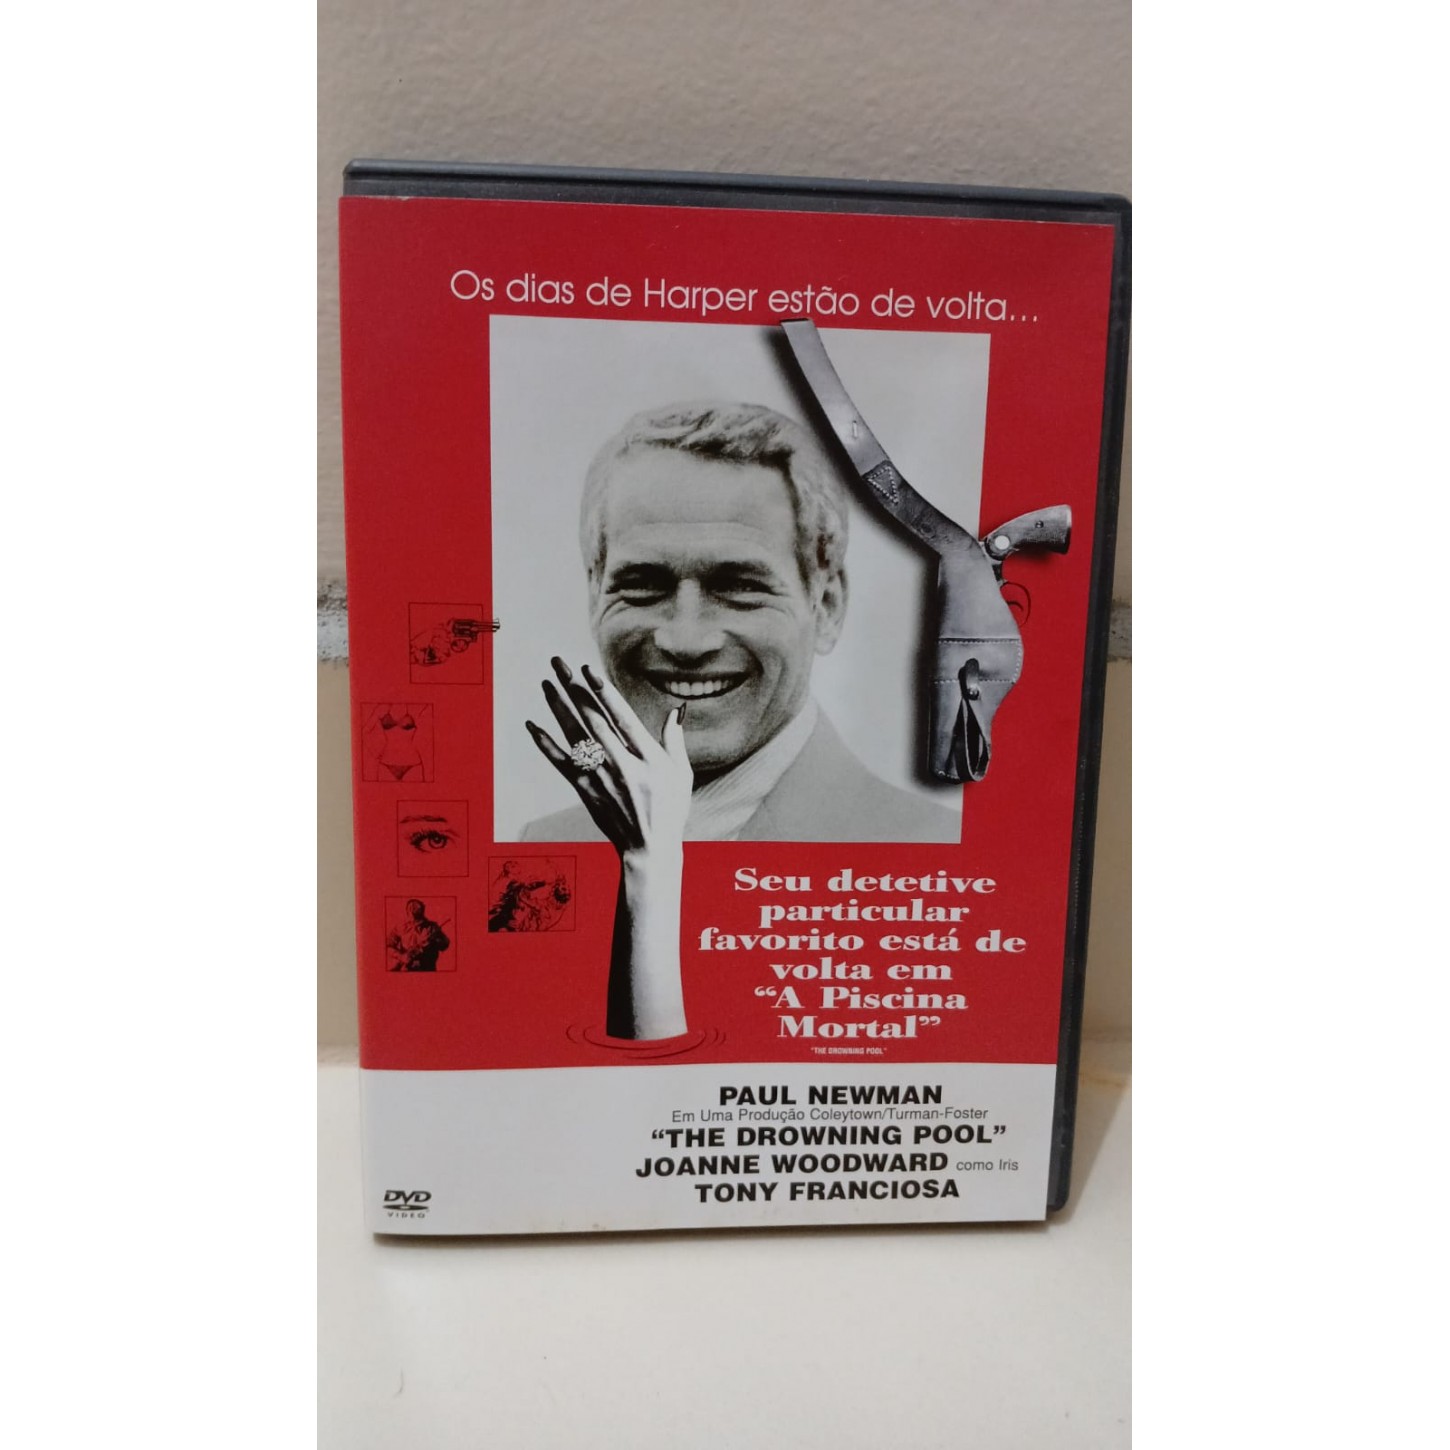 Os dias de Harper estão de volta...
Seu detetive
particular
favorito está de
volta em
“A Piscina
Mortal”
"THE DROWNING POOL"
PAUL NEWMAN
Em Uma Produção Coleytown/Turman-Foster
“THE DROWNING POOL”
JOANNE WOODWARD como Iris
TONY FRANCIOSA
DVD
VIDEO